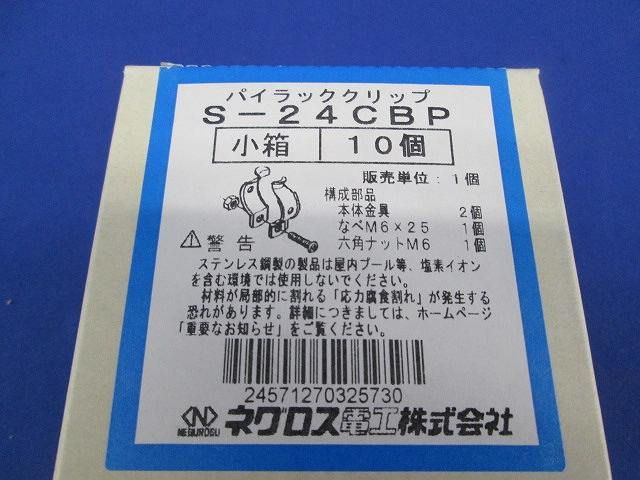 パイラッククリップ
S-24CBP
小箱 10個
販売単位：1個
構成部品
本体金具 2個
なべM6×25 1個
六角ナットM6 1個
⚠警告
ステンレス鋼製の製品は屋内プール等、塩素イオン
を含む環境では使用しないでください。
材料が局部的に割れる「応力腐食割れ」が発生する
恐れがあります。詳細につきましては、ホームページ
「重要なお知らせ」をご覧ください。
24571270325730
NEGUROSU ネグロス電工株式会社